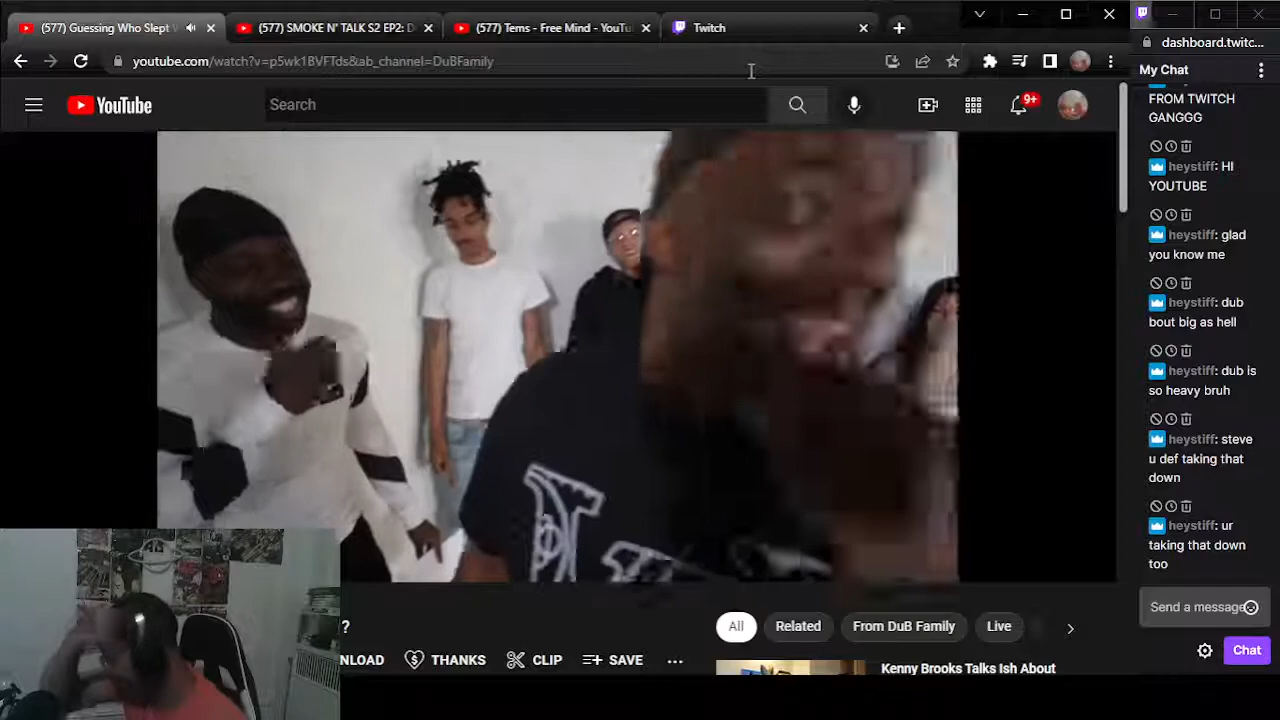 (577) Guessing Who Slept W
(577) SMOKE N' TALK S2 EP2: D
(577) Tems - Free Mind - YouTu
Twitch
youtube.com/watch?v=p5wk1BVFTds&ab_channel=DuBFamily
dashboard.twitc...
YouTube
Search
9+
My Chat
FROM TWITCH
GANGGG
heystiff: HI
YOUTUBE
heystiff: glad
you know me
heystiff: dub
bout big as hell
heystiff: dub is
so heavy bruh
heystiff: steve
u def taking that
down
heystiff: ur
taking that down
too
Send a message
Chat
?
NLOAD
THANKS
CLIP
SAVE
All
Related
From DuB Family
Live
Kenny Brooks Talks Ish About